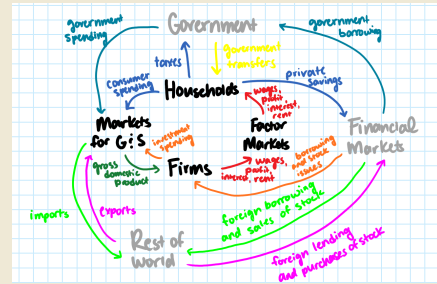 government
spending
Government
government
borrowing
taxes
government
transfers
consumer
spending
Households
private
savings
wages,
profit,
interest,
rent
Markets
for G:S
investment
spending
Factor
Markets
Financial
Markets
gross
domestic
product
Firms
wages,
profit,
interest, rent
borrowing
and stock
issues
imports
exports
foreign borrowing
and sales of stock
Rest of
World
foreign lending
and purchases of stock